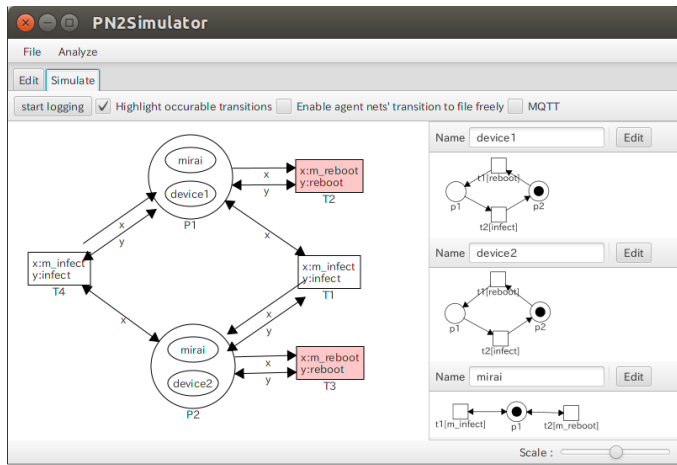 PN2Simulator
File Analyze
Edit Simulate
start logging Highlight occurable transitions Enable agent nets' transition to file freely MQTT
mirai
device1
P1
x
y
x:m_reboot
y:reboot
T2
x
y
x
x:m_infect
y:infect
T4
x:m_infect
y:infect
T1
x
x
y
mirai
device2
P2
x
y
x:m_reboot
y:reboot
T3
Name device1 Edit
t1[reboot]
p1 p2
t2[infect]
Name device2 Edit
t1[reboot]
p1 p2
t2[infect]
Name mirai Edit
t1[m_infect] p1 t2[m_reboot]
Scale :